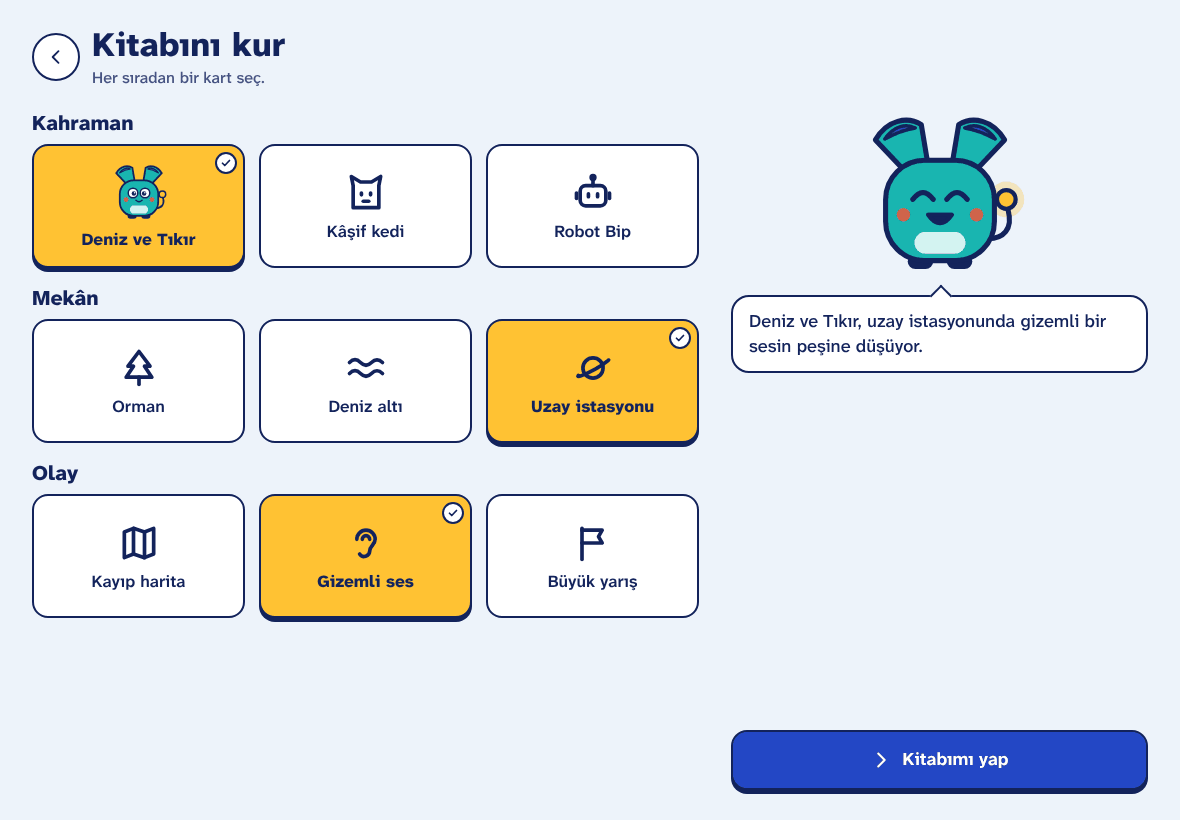 Kitabını kur
Her sıradan bir kart seç.
Kahraman
Deniz ve Tıkır
Kâşif kedi
Robot Bip
Mekân
Orman
Deniz altı
Uzay istasyonu
Olay
Kayıp harita
Gizemli ses
Büyük yarış
Deniz ve Tıkır, uzay istasyonunda gizemli bir
sesin peşine düşüyor.
Kitabımı yap